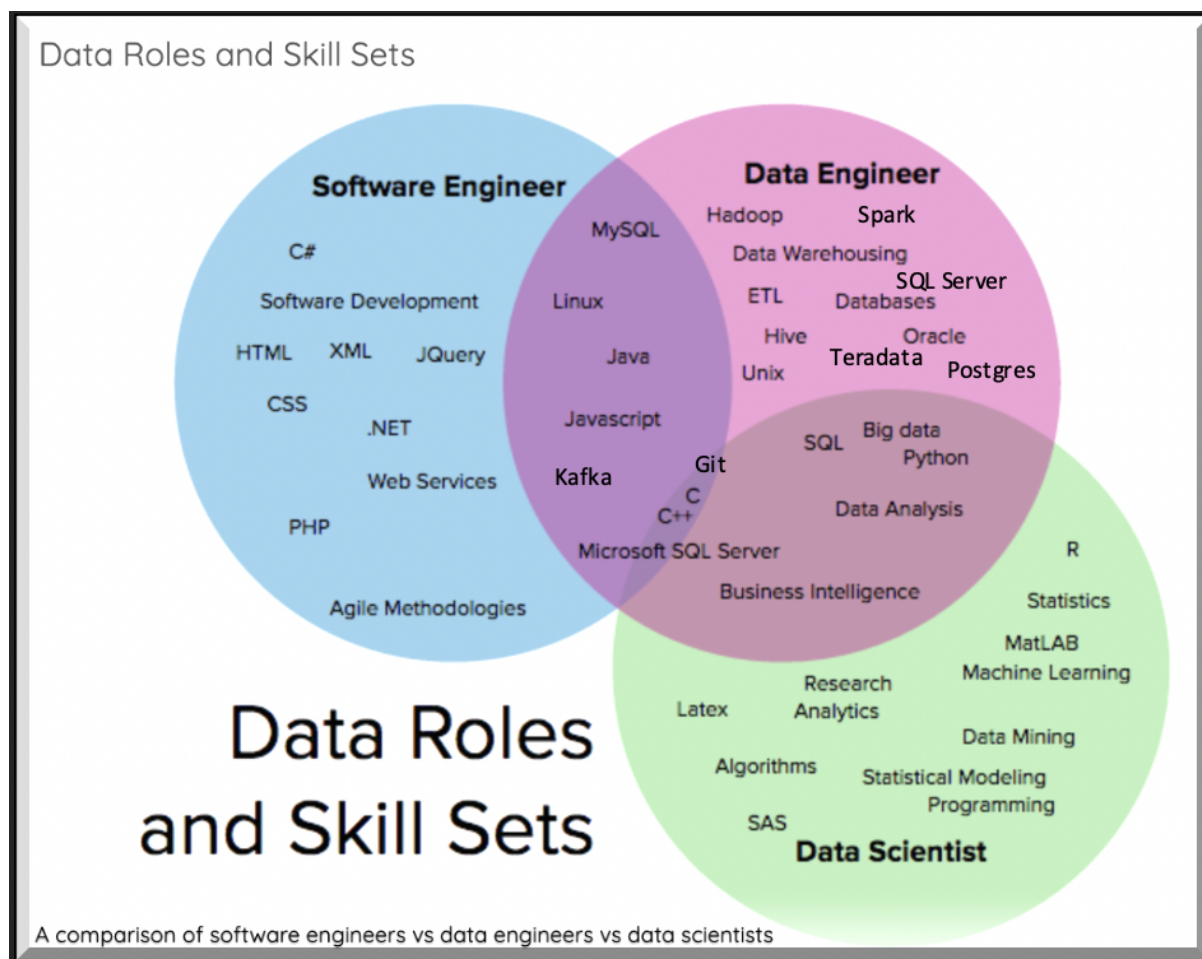 Data Roles and Skill Sets
Software Engineer
C#
Software Development
HTML XML JQuery
CSS
.NET
Web Services
PHP
Agile Methodologies
MySQL
Linux
Java
Javascript
Kafka
Git
C
C++
Microsoft SQL Server
Data Engineer
Hadoop Spark
Data Warehousing
SQL Server
ETL Databases
Hive Oracle
Teradata
Unix Postgres
SQL Big data
Python
Data Analysis
Business Intelligence
R
Statistics
MatLAB
Machine Learning
Research
Latex Analytics
Data Mining
Algorithms Statistical Modeling
Programming
SAS
Data Scientist
Data Roles
and Skill Sets
A comparison of software engineers vs data engineers vs data scientists